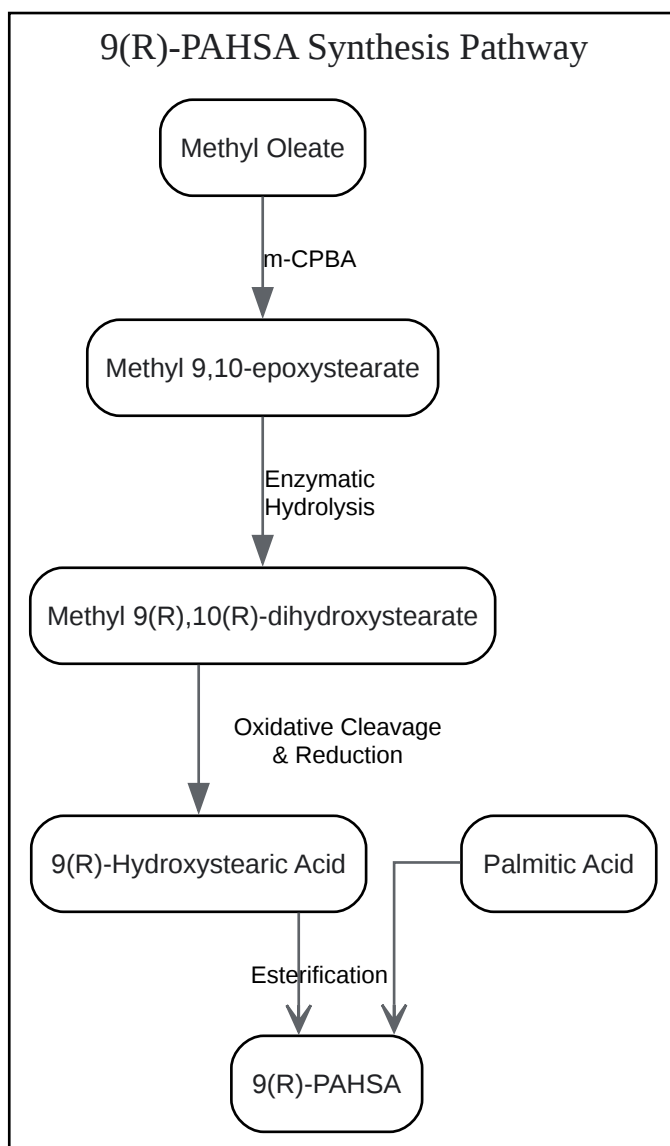 9(R)-PAHSA Synthesis Pathway
Methyl Oleate
m-CPBA
Methyl 9,10-epoxystearate
Enzymatic
Hydrolysis
Methyl 9(R),10(R)-dihydroxystearate
Oxidative Cleavage
& Reduction
9(R)-Hydroxystearic Acid
Palmitic Acid
Esterification
9(R)-PAHSA